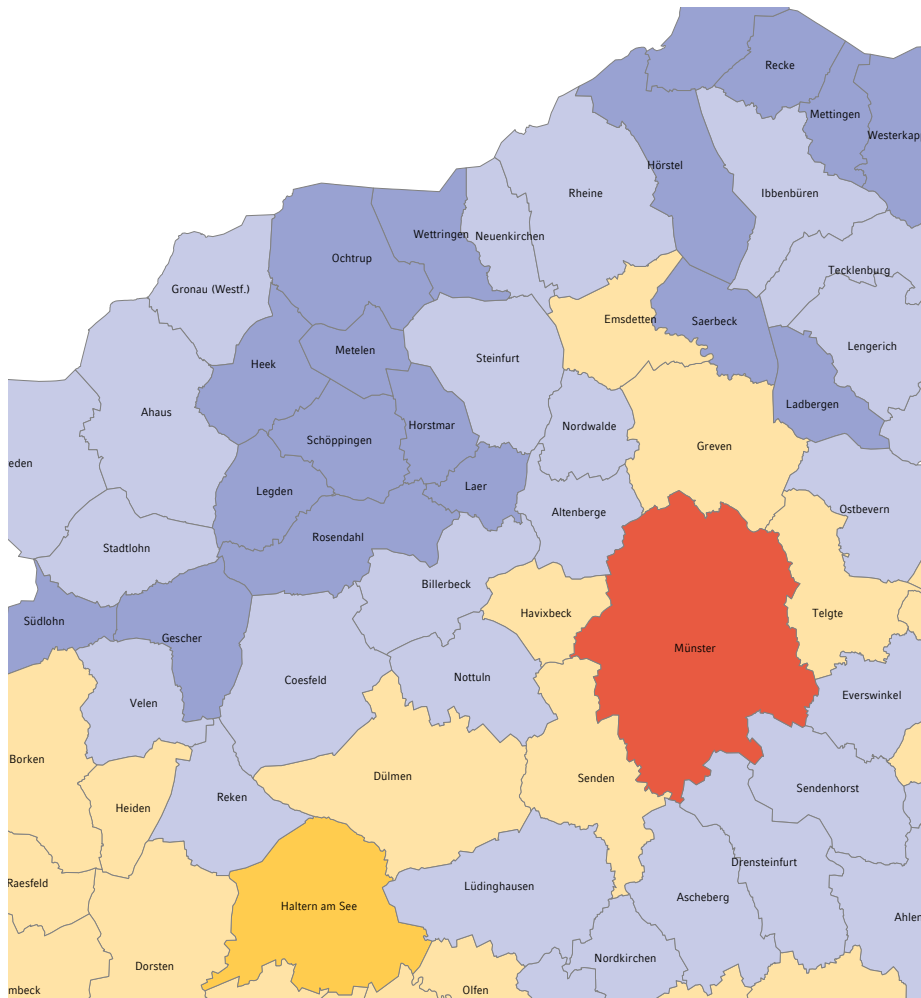 Recke
Mettingen
Westerkap
Hörstel
Ibbenbüren
Rheine
Wettringen
Neuenkirchen
Ochtrup
Tecklenburg
Gronau (Westf.)
Emsdetten
Saerbeck
Lengerich
Metelen
Steinfurt
Heek
Ladbergen
Ahaus
Horstmar
Nordwalde
Schöppingen
Greven
eden
Laer
Legden
Altenberge
Ostbevern
Rosendahl
Stadtlohn
Billerbeck
Havixbeck
Telgte
Südlohn
Gescher
Münster
Nottuln
Coesfeld
Everswinkel
Velen
Borken
Dülmen
Senden
Sendenhorst
Reken
Heiden
Drensteinfurt
Raesfeld
Lüdinghausen
Ascheberg
Haltern am See
Ahlen
Nordkirchen
Dorsten
mbeck
Olfen